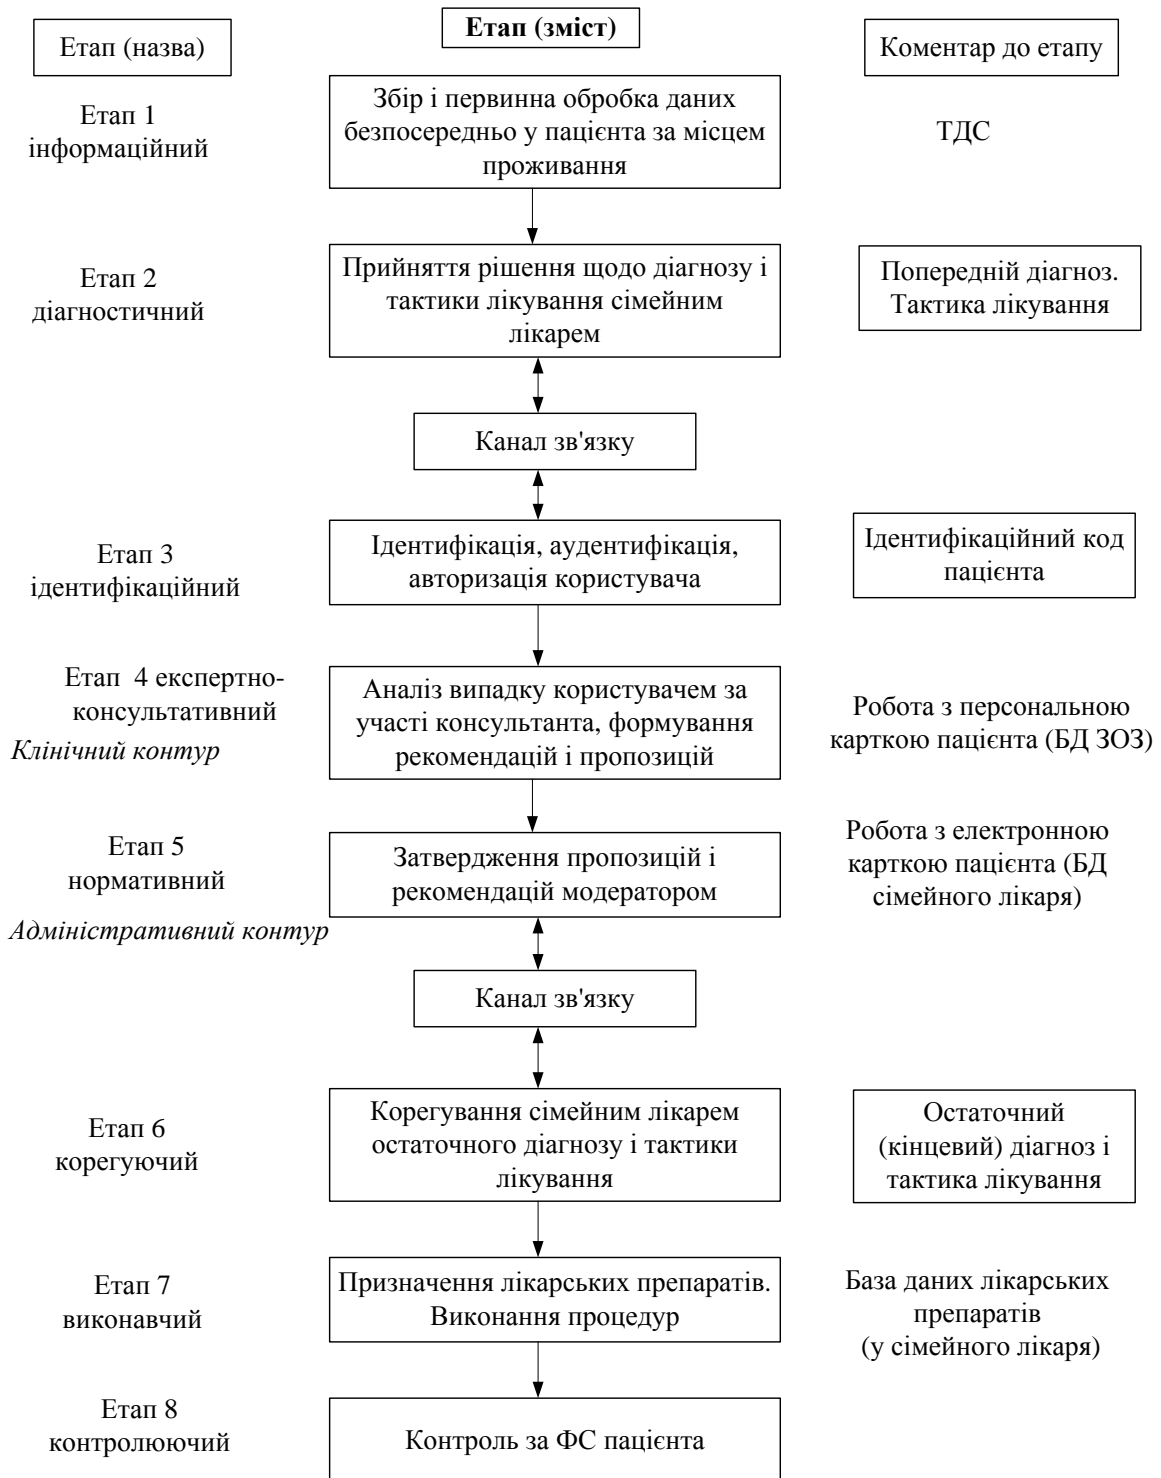 Етап (назва)
Етап (зміст)
Коментар до етапу
Етап 1
інформаційний
Збір і первинна обробка даних
безпосередньо у пацієнта за місцем
проживання
ТДС
Етап 2
діагностичний
Прийняття рішення щодо діагнозу і
тактики лікування сімейним
лікарем
Попередній діагноз.
Тактика лікування
Канал зв'язку
Етап 3
ідентифікаційний
Ідентифікація, аудентифікація,
авторизація користувача
Ідентифікаційний код
пацієнта
Етап  4 експертно-
консультативний
Клінічний контур
Аналіз випадку користувачем за
участі консультанта, формування
рекомендацій і пропозицій
Робота з персональною
карткою пацієнта (БД ЗОЗ)
Етап 5
нормативний
Адміністративний контур
Затвердження пропозицій і
рекомендацій модератором
Робота з електронною
карткою пацієнта (БД
сімейного лікаря)
Канал зв'язку
Етап 6
корегуючий
Корегування сімейним лікарем
остаточного діагнозу і тактики
лікування
Остаточний
(кінцевий) діагноз і
тактика лікування
Етап 7
виконавчий
Призначення лікарських препаратів.
Виконання процедур
База даних лікарських
препаратів
(у сімейного лікаря)
Етап 8
контролюючий
Контроль за ФС пацієнта